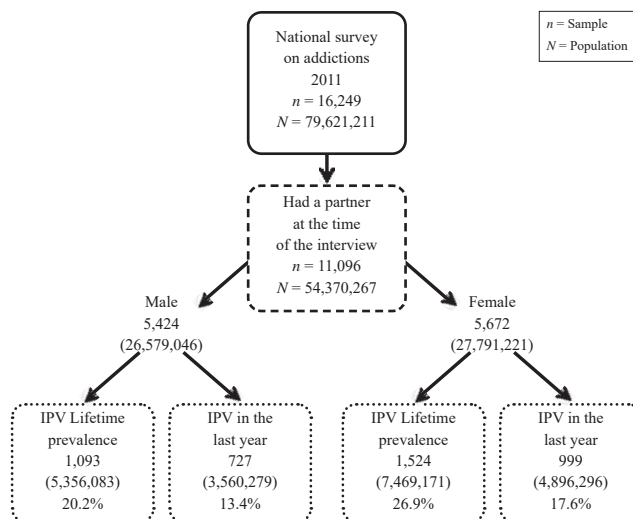 National survey
on addictions
2011
n = 16,249
N = 79,621,211
n = Sample
N = Population
Had a partner
at the time
of the interview
n = 11,096
N = 54,370,267
Male
5,424
(26,579,046)
Female
5,672
(27,791,221)
IPV Lifetime
prevalence
1,093
(5,356,083)
20.2%
IPV in the
last year
727
(3,560,279)
13.4%
IPV Lifetime
prevalence
1,524
(7,469,171)
26.9%
IPV in the
last year
999
(4,896,296)
17.6%